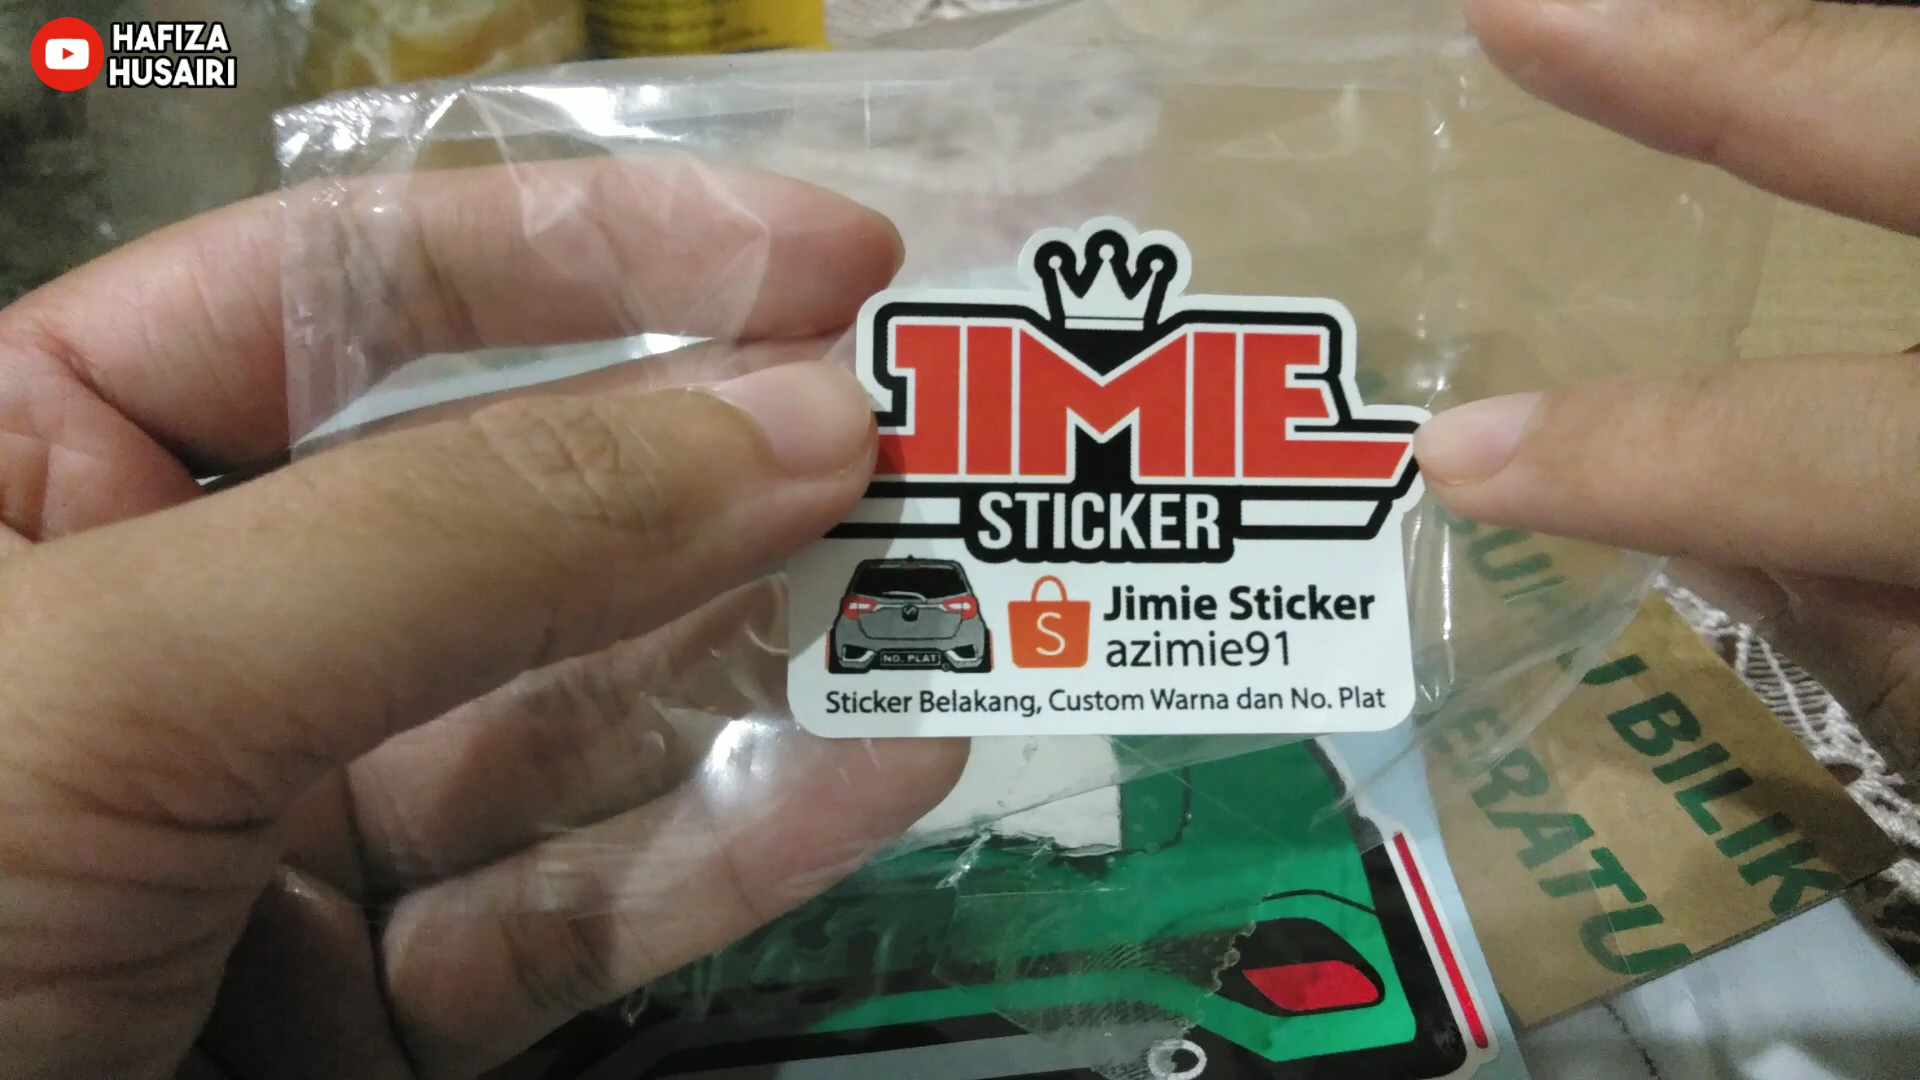 HAFIZA
HUSAIRI
JIMIE
STICKER
Jimie Sticker
azimie91
NO. PLAT
Sticker Belakang, Custom Warna dan No. Plat
BILIK
ERATU